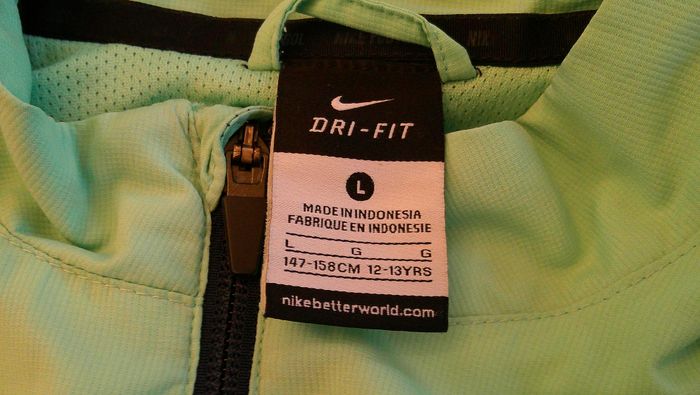 DRI-FIT
L
MADE IN INDONESIA
FABRIQUE EN INDONESIE
L G G
147-158CM 12-13YRS
nikebetterworld.com